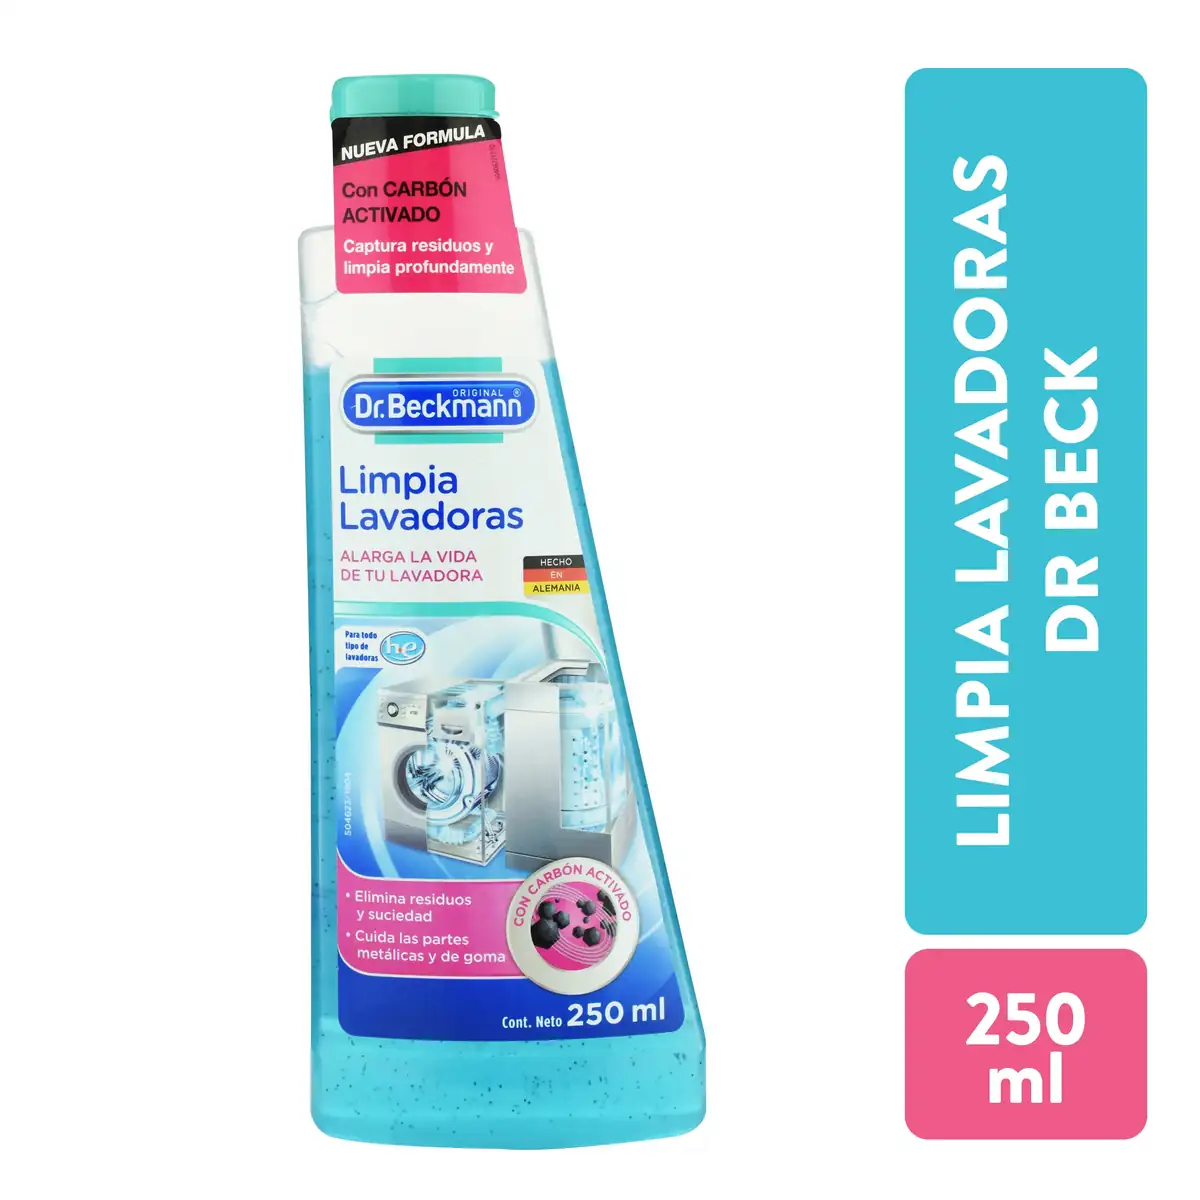 NUEVA FORMULA
Con CARBÓN
ACTIVADO
Captura residuos y
limpia profundamente
ORIGINAL
Dr.Beckmann®
Limpia
Lavadoras
ALARGA LA VIDA
DE TU LAVADORA
HECHO
EN
ALEMANIA
Para todo
tipo de
lavadoras
he
504623/1804
• Elimina residuos
y suciedad
• Cuida las partes
metálicas y de goma
CON CARBÓN ACTIVADO
Cont. Neto 250 ml
LIMPIA LAVADORAS
DR BECK
250
ml